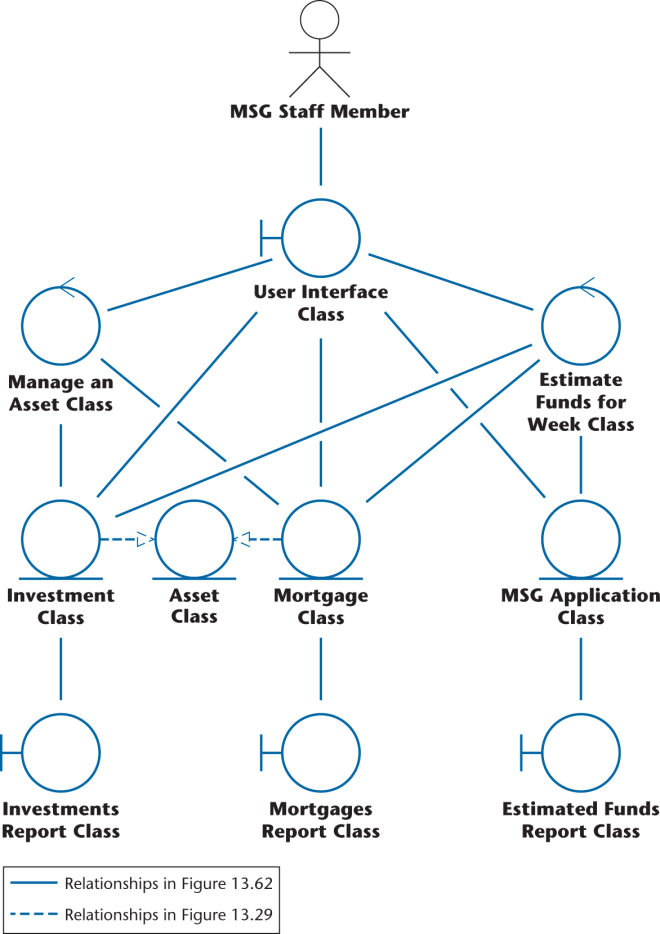 MSG Staff Member
User Interface
Class
Manage an
Asset Class
Estimate
Funds for
Week Class
Investment
Class
Asset
Class
Mortgage
Class
MSG Application
Class
Investments
Report Class
Mortgages
Report Class
Estimated Funds
Report Class
Relationships in Figure 13.62
Relationships in Figure 13.29